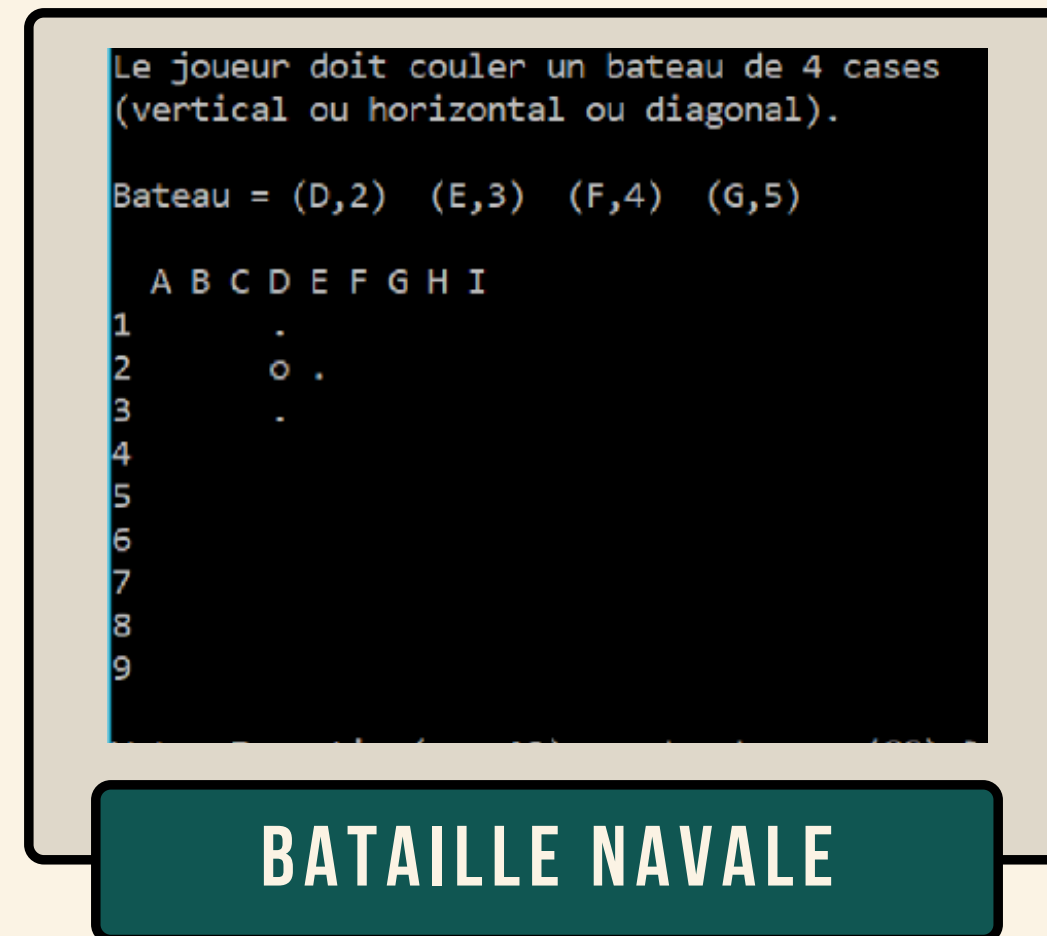 Le joueur doit couler un bateau de 4 cases
(vertical ou horizontal ou diagonal).
Bateau = (D,2) (E,3) (F,4) (G,5)
A B C D E F G H I
1 .
2 o .
3 .
4
5
6
7
8
9
BATAILLE NAVALE